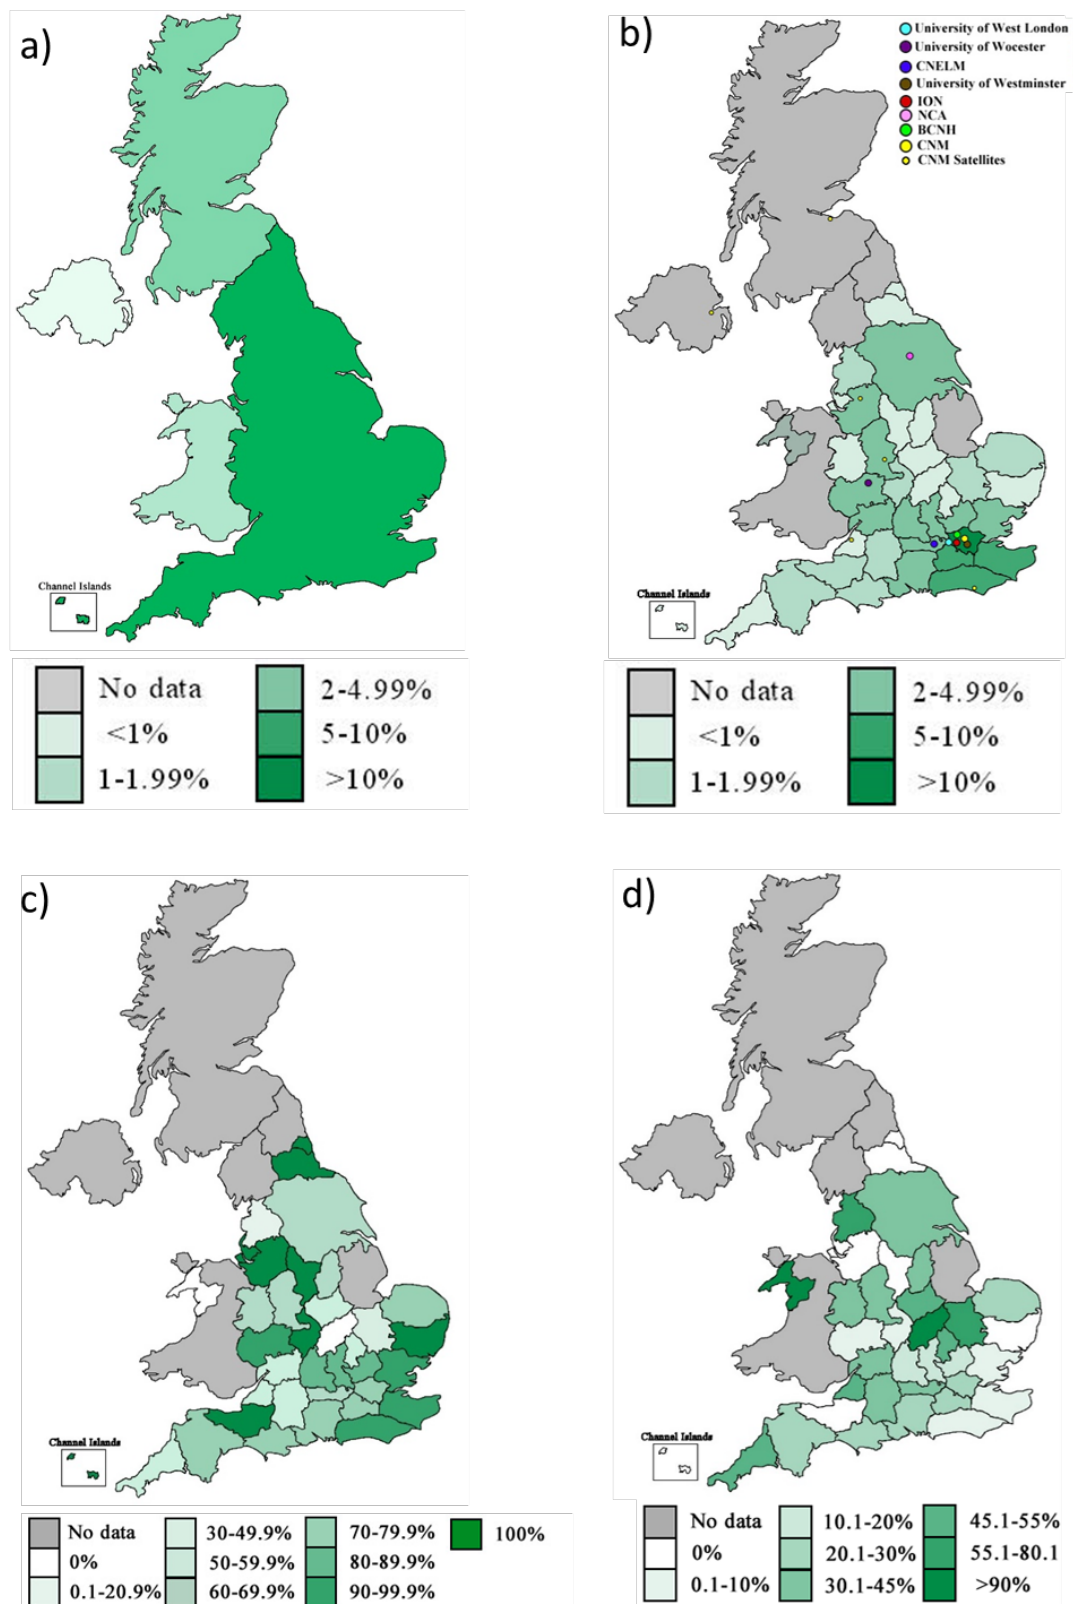 a)
Channel Islands
No data
<1%
1-1.99%
2-4.99%
5-10%
>10%
b)
University of West London
University of Wocester
CNELM
University of Westminster
ION
NCA
BCNH
CNM
CNM Satellites
Channel Islands
No data
<1%
1-1.99%
2-4.99%
5-10%
>10%
c)
Channel Islands
No data
0%
0.1-20.9%
30-49.9%
50-59.9%
60-69.9%
70-79.9%
80-89.9%
90-99.9%
100%
d)
Channel Islands
No data
0%
0.1-10%
10.1-20%
20.1-30%
30.1-45%
45.1-55%
55.1-80.1
>90%